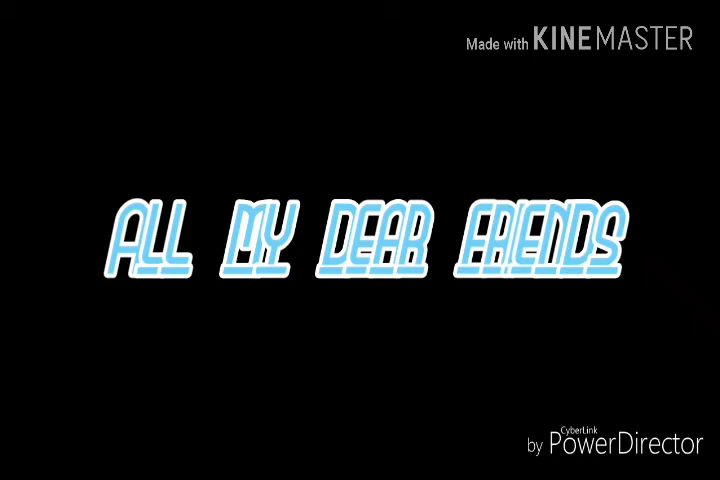 Made with KINEMASTER
ALL MY DEAR FRIENDS
CyberLink
by PowerDirector